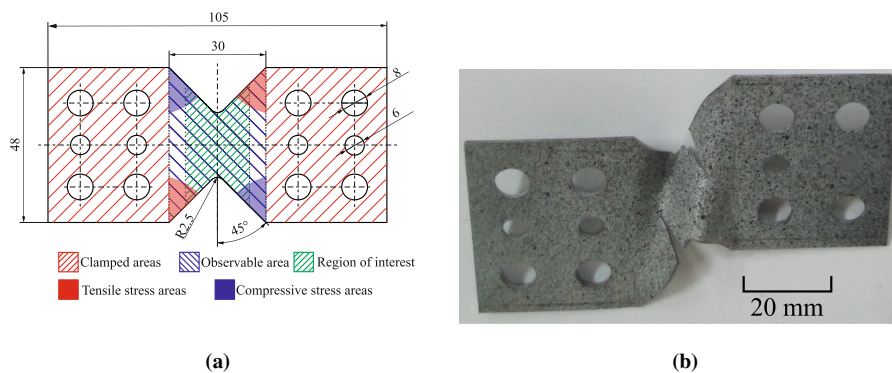 105
30
8
6
48
R2.5
45°
Clamped areas
Observable area
Region of interest
Tensile stress areas
Compressive stress areas
20 mm
(a)
(b)